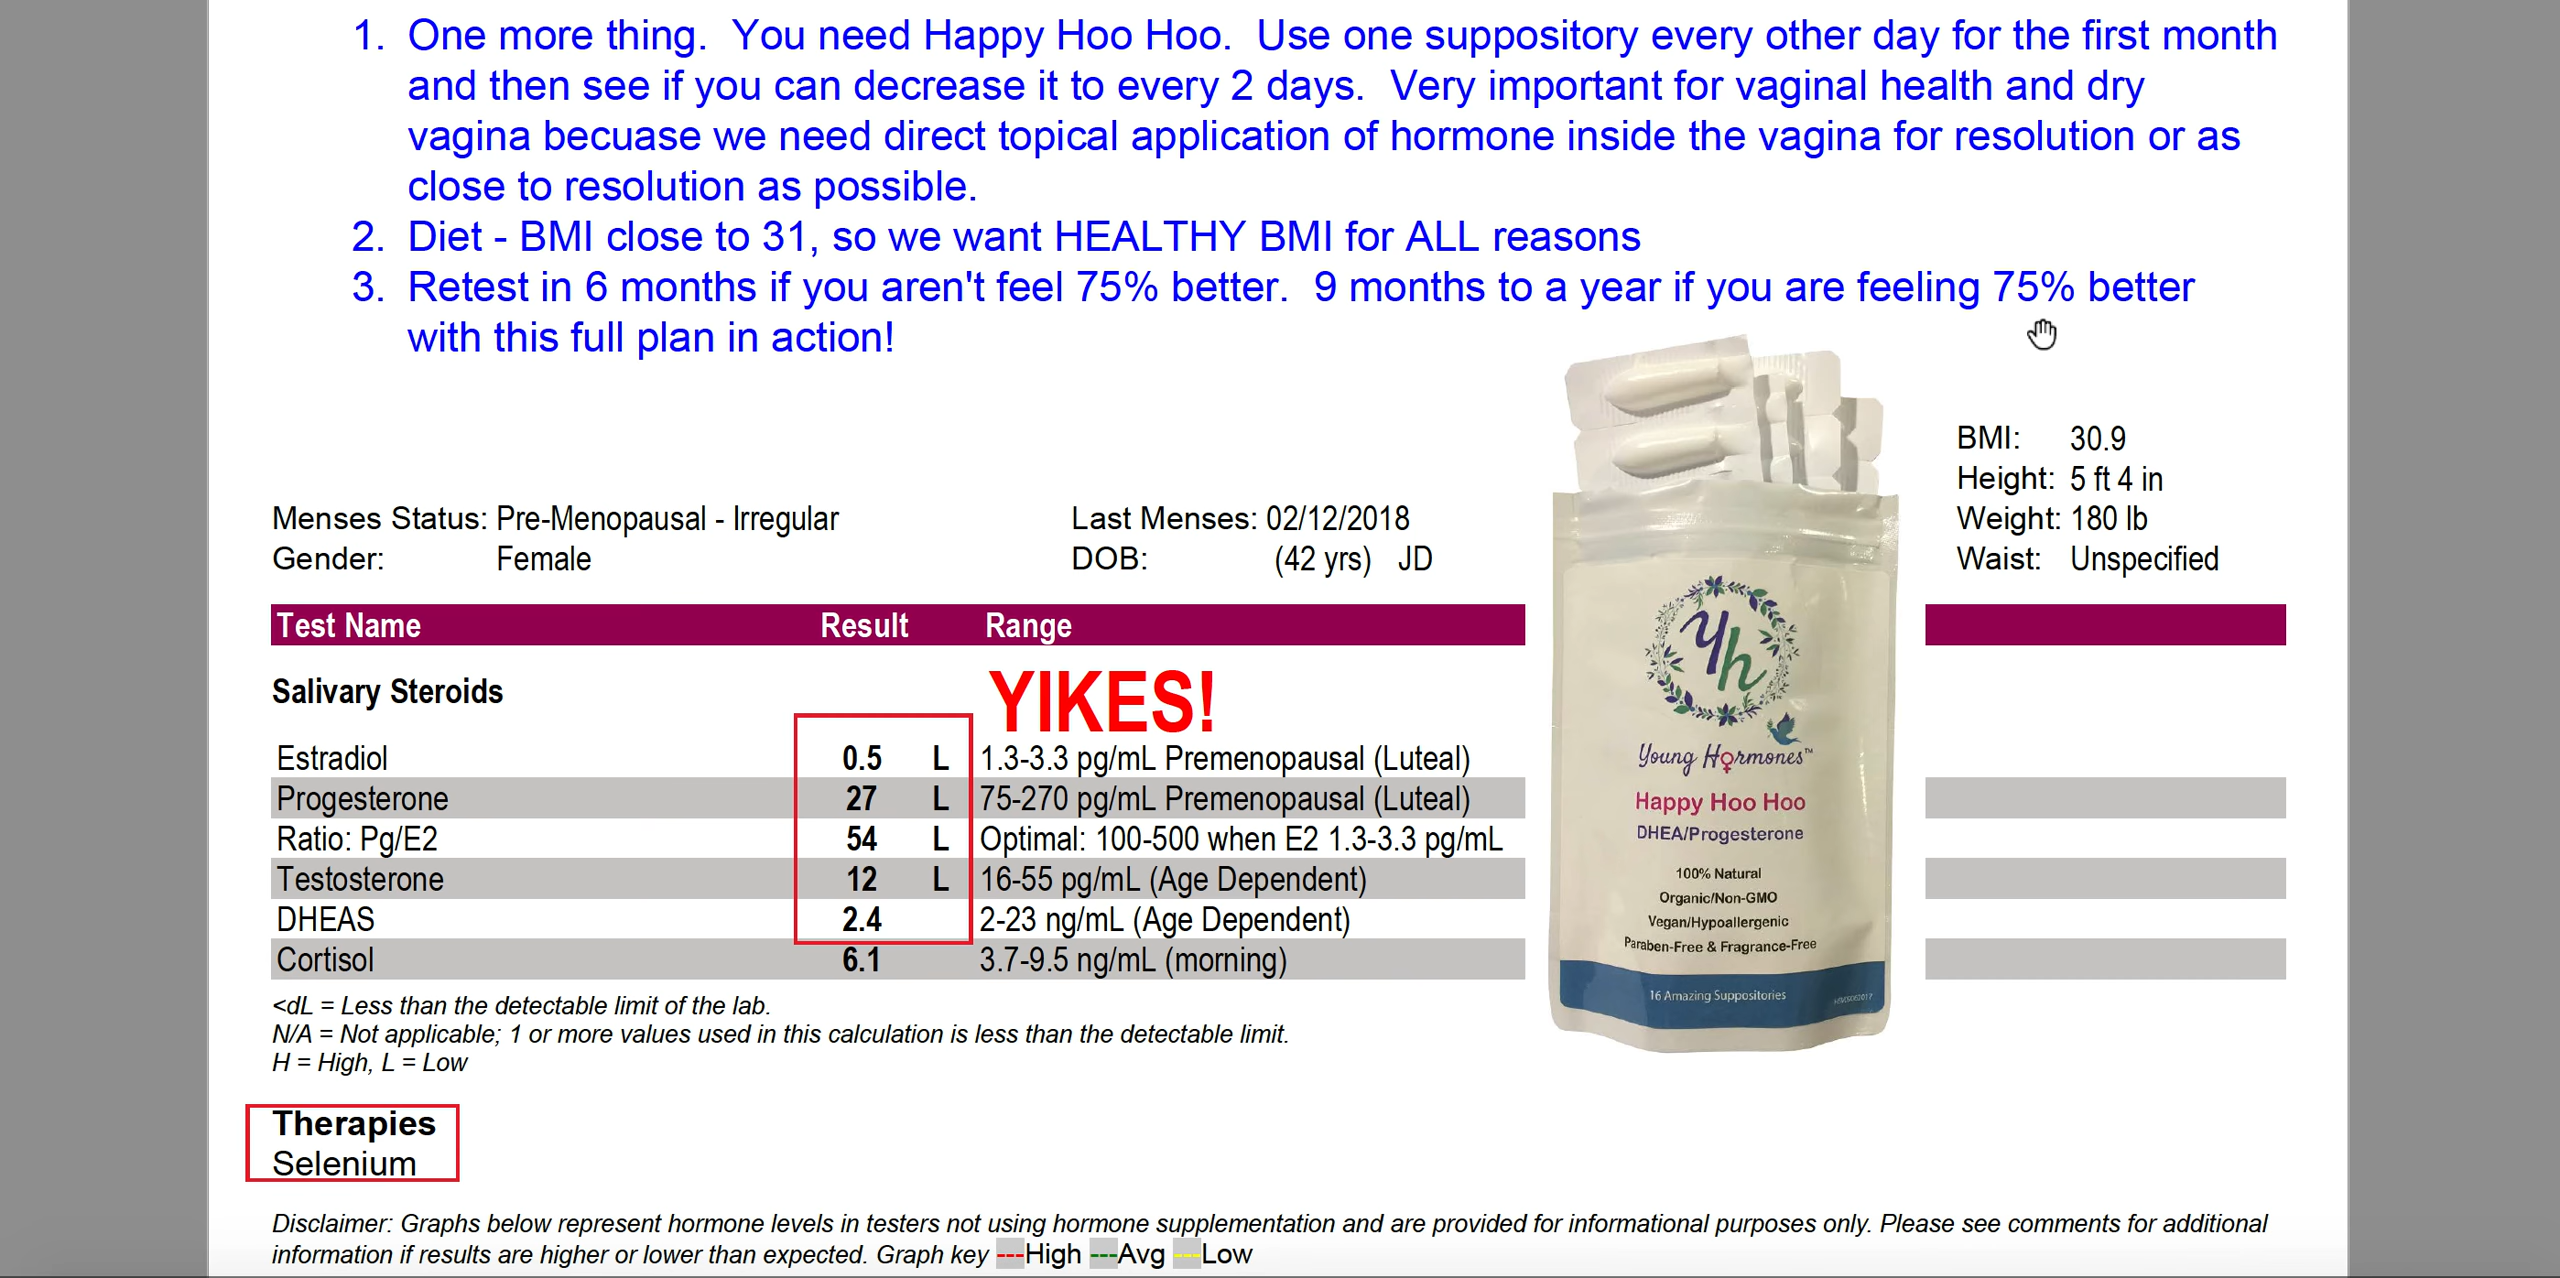 1. One more thing.  You need Happy Hoo Hoo.  Use one suppository every other day for the first month
and then see if you can decrease it to every 2 days.  Very important for vaginal health and dry
vagina becuase we need direct topical application of hormone inside the vagina for resolution or as
close to resolution as possible.
2. Diet - BMI close to 31, so we want HEALTHY BMI for ALL reasons
3. Retest in 6 months if you aren't feel 75% better.  9 months to a year if you are feeling 75% better
with this full plan in action!
BMI: 30.9
Height: 5 ft 4 in
Menses Status: Pre-Menopausal - Irregular Last Menses: 02/12/2018 Weight: 180 lb
Gender: Female DOB: (42 yrs) JD Waist: Unspecified
Test Name Result Range
Salivary Steroids
YIKES!
Estradiol 0.5 L 1.3-3.3 pg/mL Premenopausal (Luteal)
Progesterone 27 L 75-270 pg/mL Premenopausal (Luteal)
Ratio: Pg/E2 54 L Optimal: 100-500 when E2 1.3-3.3 pg/mL
Testosterone 12 L 16-55 pg/mL (Age Dependent)
DHEAS 2.4 2-23 ng/mL (Age Dependent)
Cortisol 6.1 3.7-9.5 ng/mL (morning)
yh
Young Hormones™
Happy Hoo Hoo
DHEA/Progesterone
100% Natural
Organic/Non-GMO
Vegan/Hypoallergenic
Paraben-Free & Fragrance-Free
16 Amazing Suppositories
<dL = Less than the detectable limit of the lab.
N/A = Not applicable; 1 or more values used in this calculation is less than the detectable limit.
H = High, L = Low
Therapies
Selenium
Disclaimer: Graphs below represent hormone levels in testers not using hormone supplementation and are provided for informational purposes only. Please see comments for additional
information if results are higher or lower than expected. Graph key ---High ---Avg ---Low